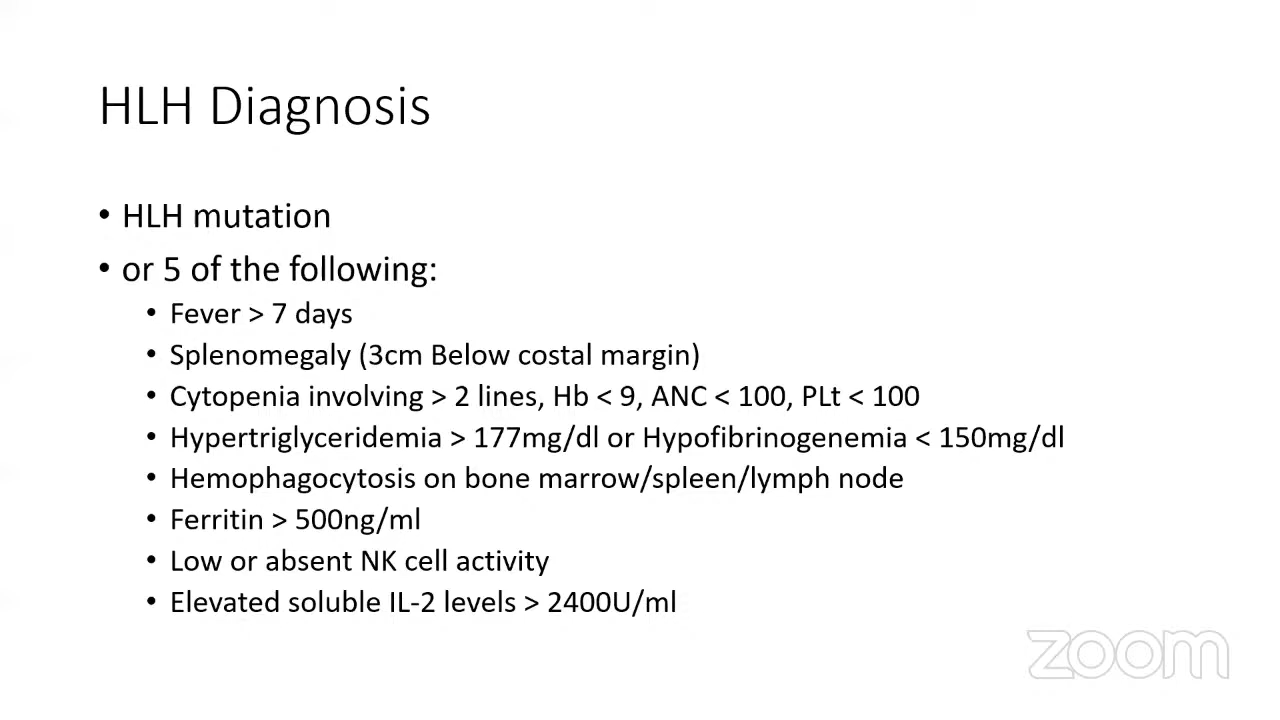 HLH Diagnosis
• HLH mutation
• or 5 of the following:
• Fever > 7 days
• Splenomegaly (3cm Below costal margin)
• Cytopenia involving > 2 lines, Hb < 9, ANC < 100, PLt < 100
• Hypertriglyceridemia > 177mg/dl or Hypofibrinogenemia < 150mg/dl
• Hemophagocytosis on bone marrow/spleen/lymph node
• Ferritin > 500ng/ml
• Low or absent NK cell activity
• Elevated soluble IL-2 levels > 2400U/ml
zoom